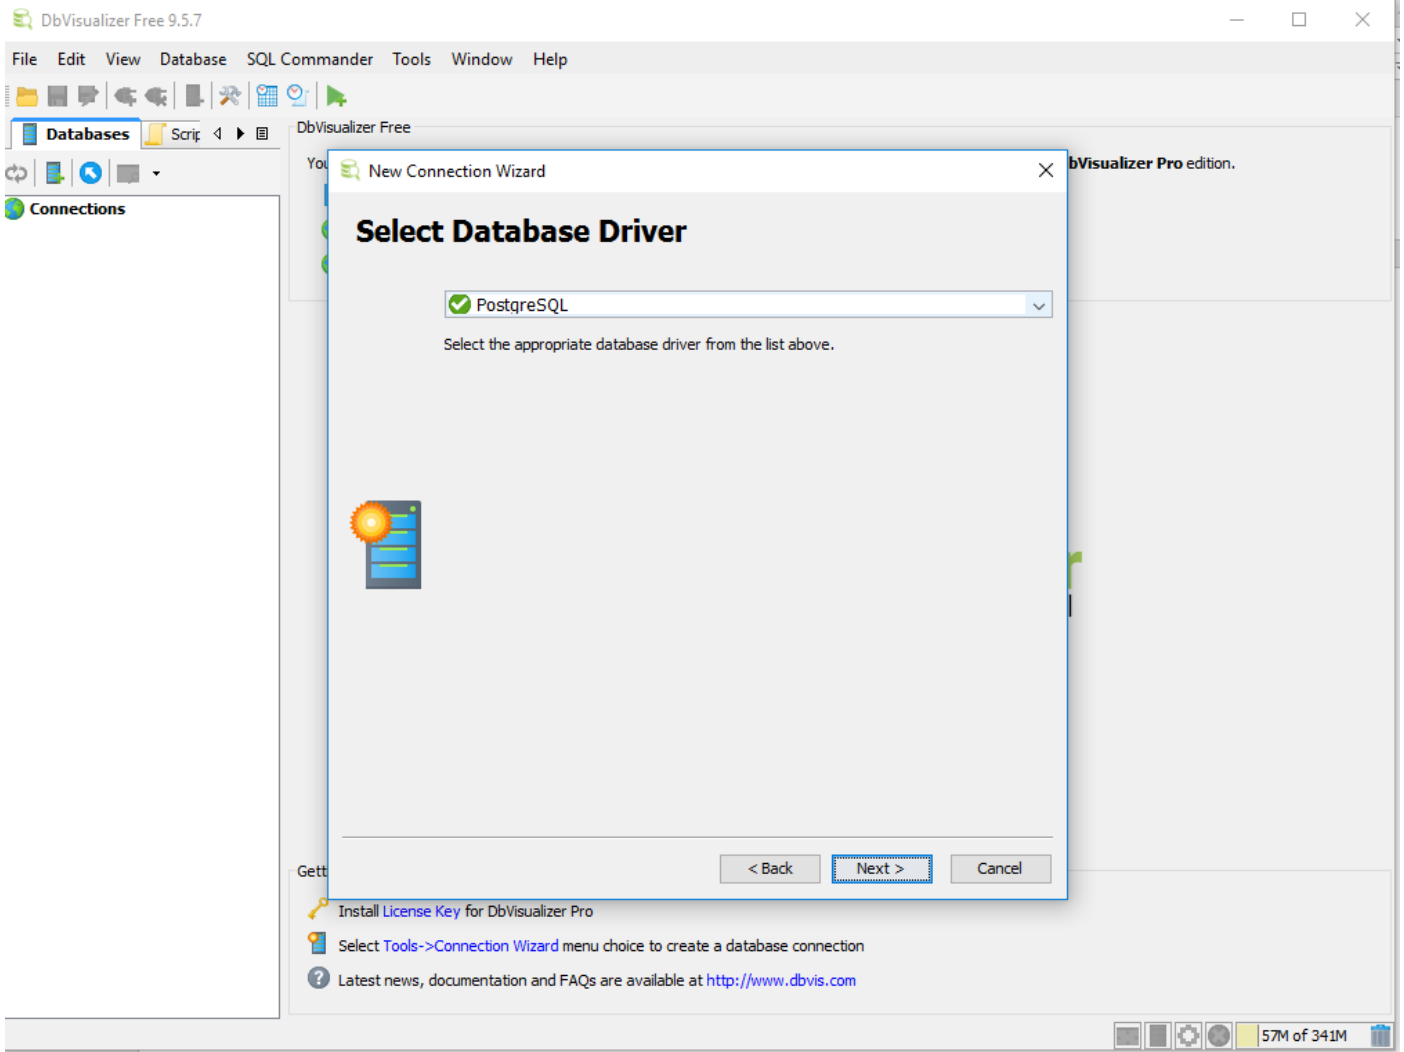 DbVisualizer Free 9.5.7
File Edit View Database SQL Commander Tools Window Help
Databases Scrip
DbVisualizer Free
You
bVisualizer Pro edition.
New Connection Wizard
Connections
Select Database Driver
PostgreSQL
Select the appropriate database driver from the list above.
r
< Back Next > Cancel
Gett
Install License Key for DbVisualizer Pro
Select Tools->Connection Wizard menu choice to create a database connection
? Latest news, documentation and FAQs are available at http://www.dbvis.com
57M of 341M